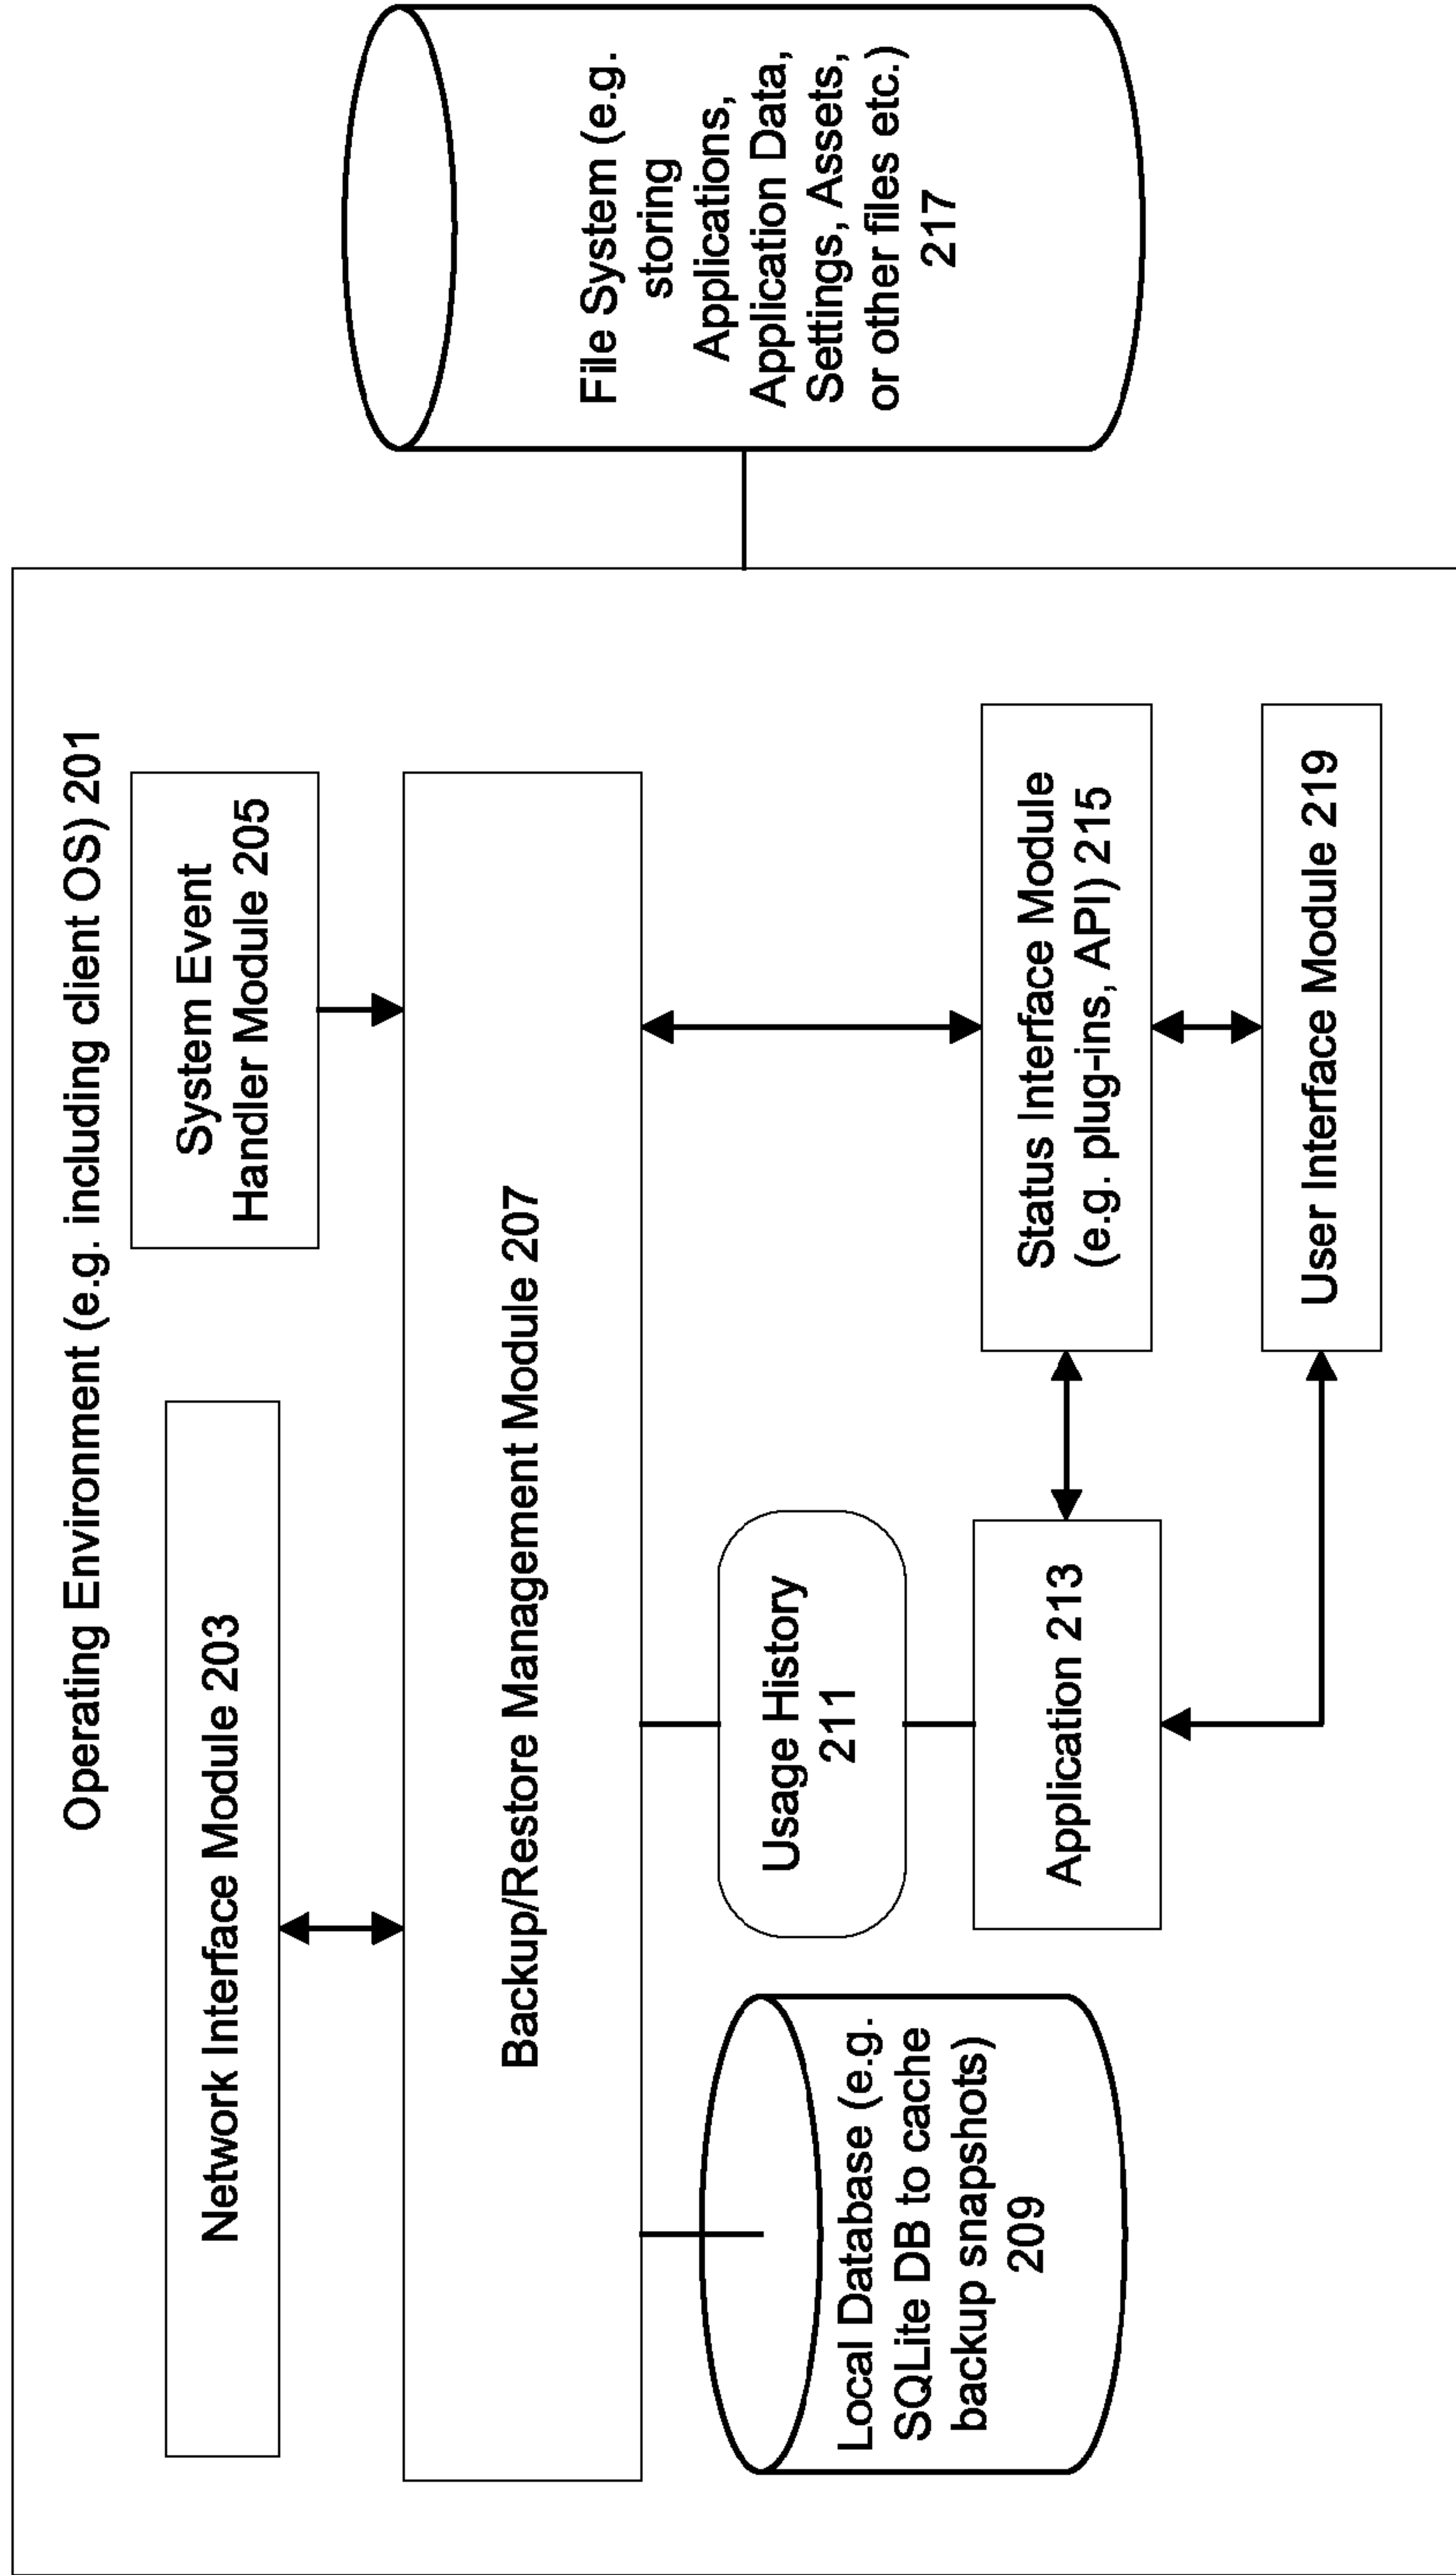 Operating Environment (e.g. including client OS) 201
Network Interface Module 203
System Event
Handler Module 205
Backup/Restore Management Module 207
Local Database (e.g.
SQLite DB to cache
backup snapshots)
209
Usage History
211
Application 213
Status Interface Module
(e.g. plug-ins, API) 215
User Interface Module 219
File System (e.g.
storing
Applications,
Application Data,
Settings, Assets,
or other files etc.)
217